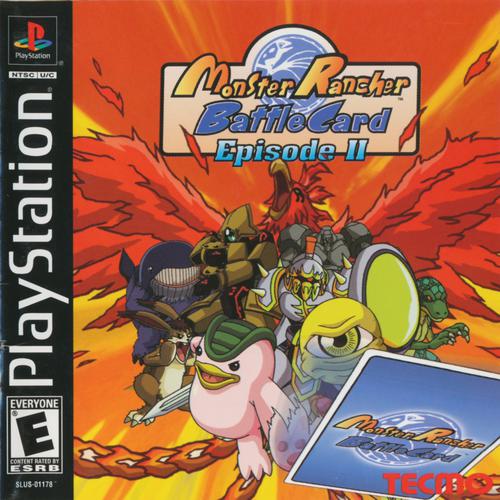 PlayStation
NTSC U/C
PlayStation
Monster Rancher
Battle Card
Episode II
TM
EVERYONE
E
CONTENT RATED BY
ESRB
SLUS-01178
Monster Rancher
Battle Card
TECMO